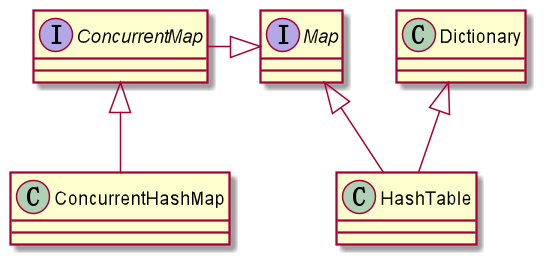 I ConcurrentMap
I Map
C Dictionary
C ConcurrentHashMap
C HashTable